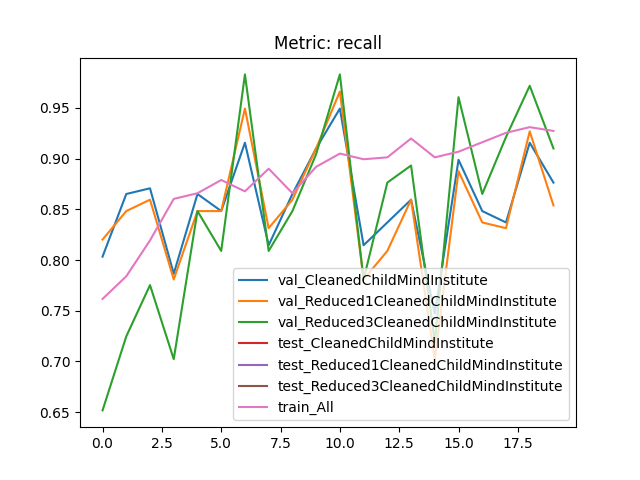 Metric: recall
0.95
0.90
0.85
0.80
0.75
0.70
0.65
val_CleanedChildMindInstitute
val_Reduced1CleanedChildMindInstitute
val_Reduced3CleanedChildMindInstitute
test_CleanedChildMindInstitute
test_Reduced1CleanedChildMindInstitute
test_Reduced3CleanedChildMindInstitute
train_All
0.0 2.5 5.0 7.5 10.0 12.5 15.0 17.5